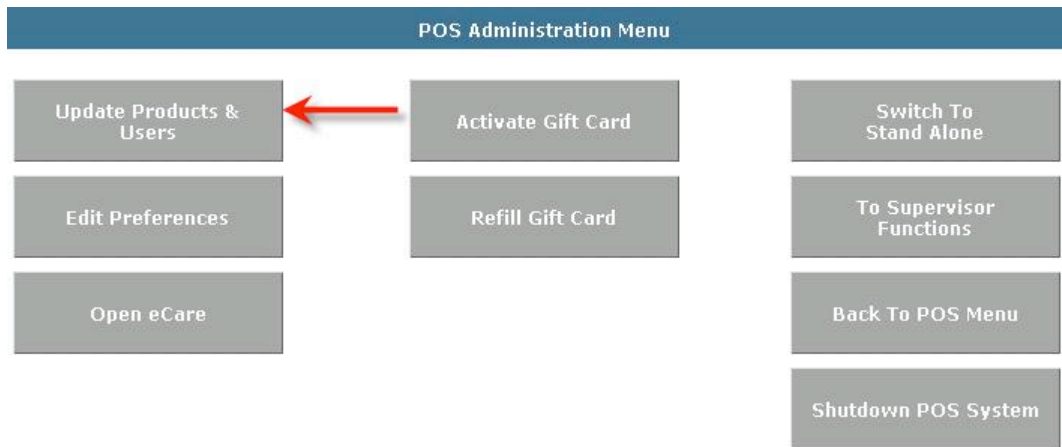 POS Administration Menu
Update Products &
Users
Activate Gift Card
Switch To
Stand Alone
Edit Preferences
Refill Gift Card
To Supervisor
Functions
Open eCare
Back To POS Menu
Shutdown POS System